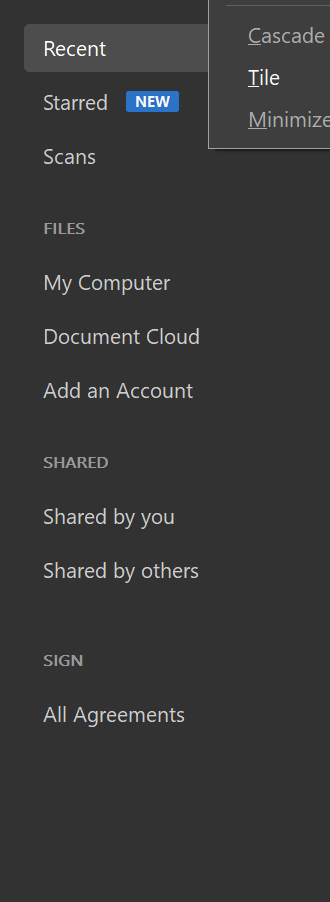 Recent
Starred NEW
Scans
FILES
My Computer
Document Cloud
Add an Account
SHARED
Shared by you
Shared by others
SIGN
All Agreements
Cascade
Tile
Minimize